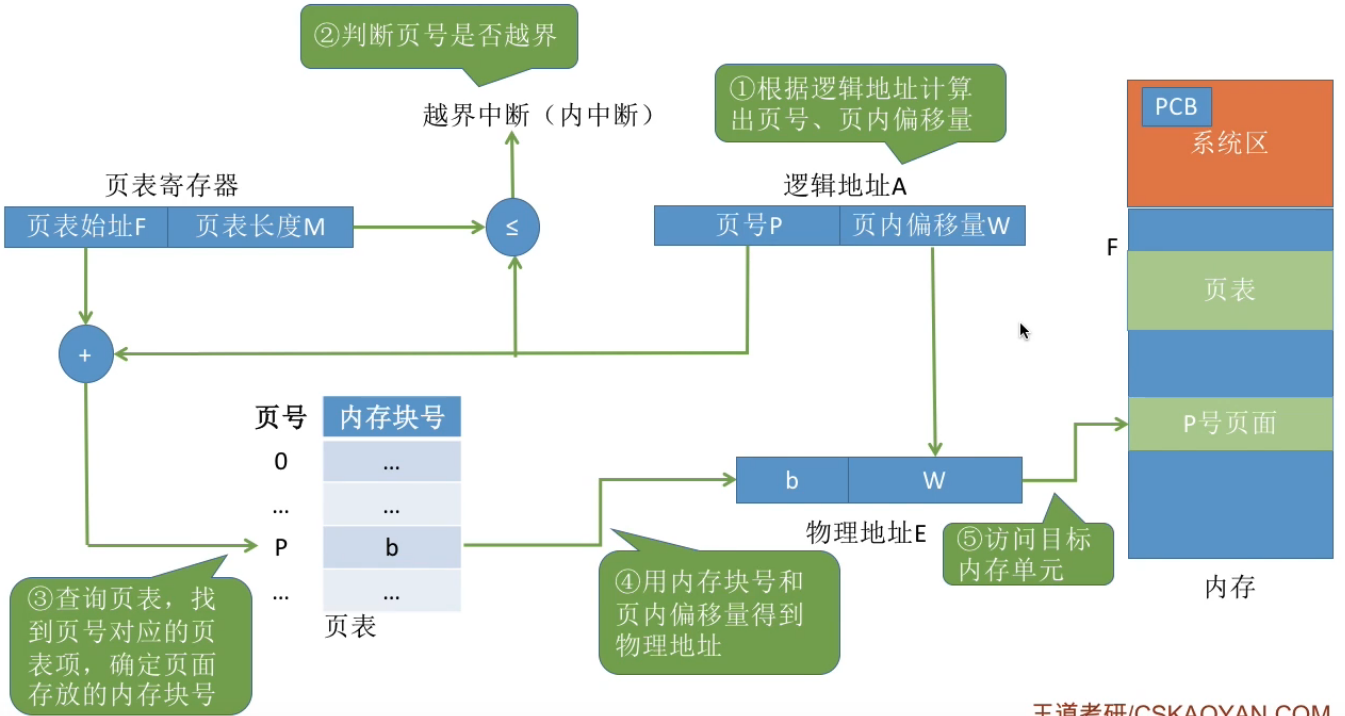 ②判断页号是否越界
①根据逻辑地址计算
出页号、页内偏移量
越界中断（内中断）
PCB
系统区
页表寄存器
逻辑地址A
页表始址F 页表长度M
≤
页号P 页内偏移量W
F
页表
+
页号 内存块号
0 ...
... ...
P b
... ...
页表
b W
物理地址E
P号页面
内存
③查询页表，找
到页号对应的页
表项，确定页面
存放的内存块号
④用内存块号和
页内偏移量得到
物理地址
⑤访问目标
内存单元
王道考研/CSKAOYAN.COM